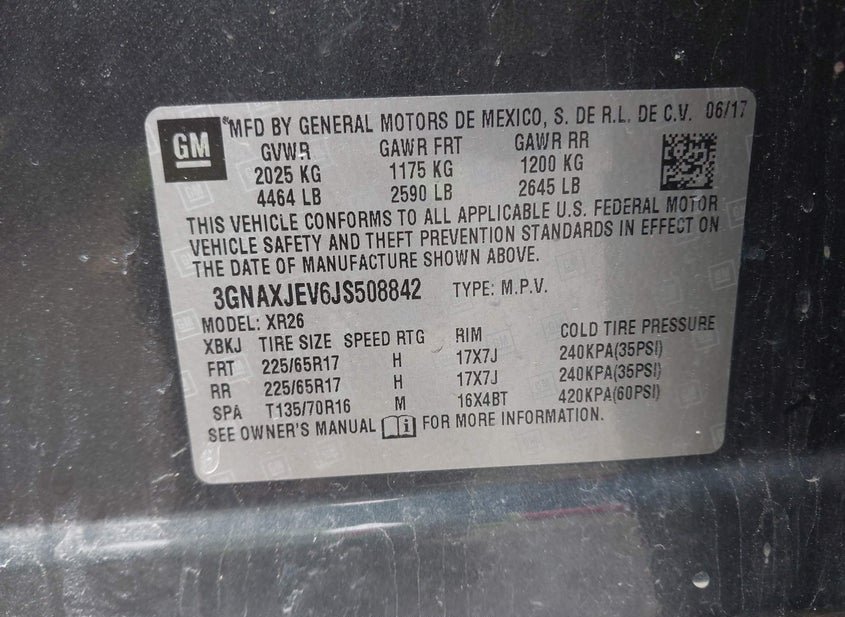 GM
MFD BY GENERAL MOTORS DE MEXICO, S. DE R.L. DE C.V. 06/17
GVWR GAWR FRT GAWR RR
2025 KG 1175 KG 1200 KG
4464 LB 2590 LB 2645 LB
THIS VEHICLE CONFORMS TO ALL APPLICABLE U.S. FEDERAL MOTOR
VEHICLE SAFETY AND THEFT PREVENTION STANDARDS IN EFFECT ON
THE DATE OF MANUFACTURE SHOWN ABOVE.
3GNAXJEV6JS508842 TYPE: M.P.V.
MODEL: XR26
XBKJ TIRE SIZE SPEED RTG RIM COLD TIRE PRESSURE
FRT 225/65R17 H 17X7J 240KPA(35PSI)
RR 225/65R17 H 17X7J 240KPA(35PSI)
SPA T135/70R16 M 16X4BT 420KPA(60PSI)
SEE OWNER'S MANUAL FOR MORE INFORMATION.